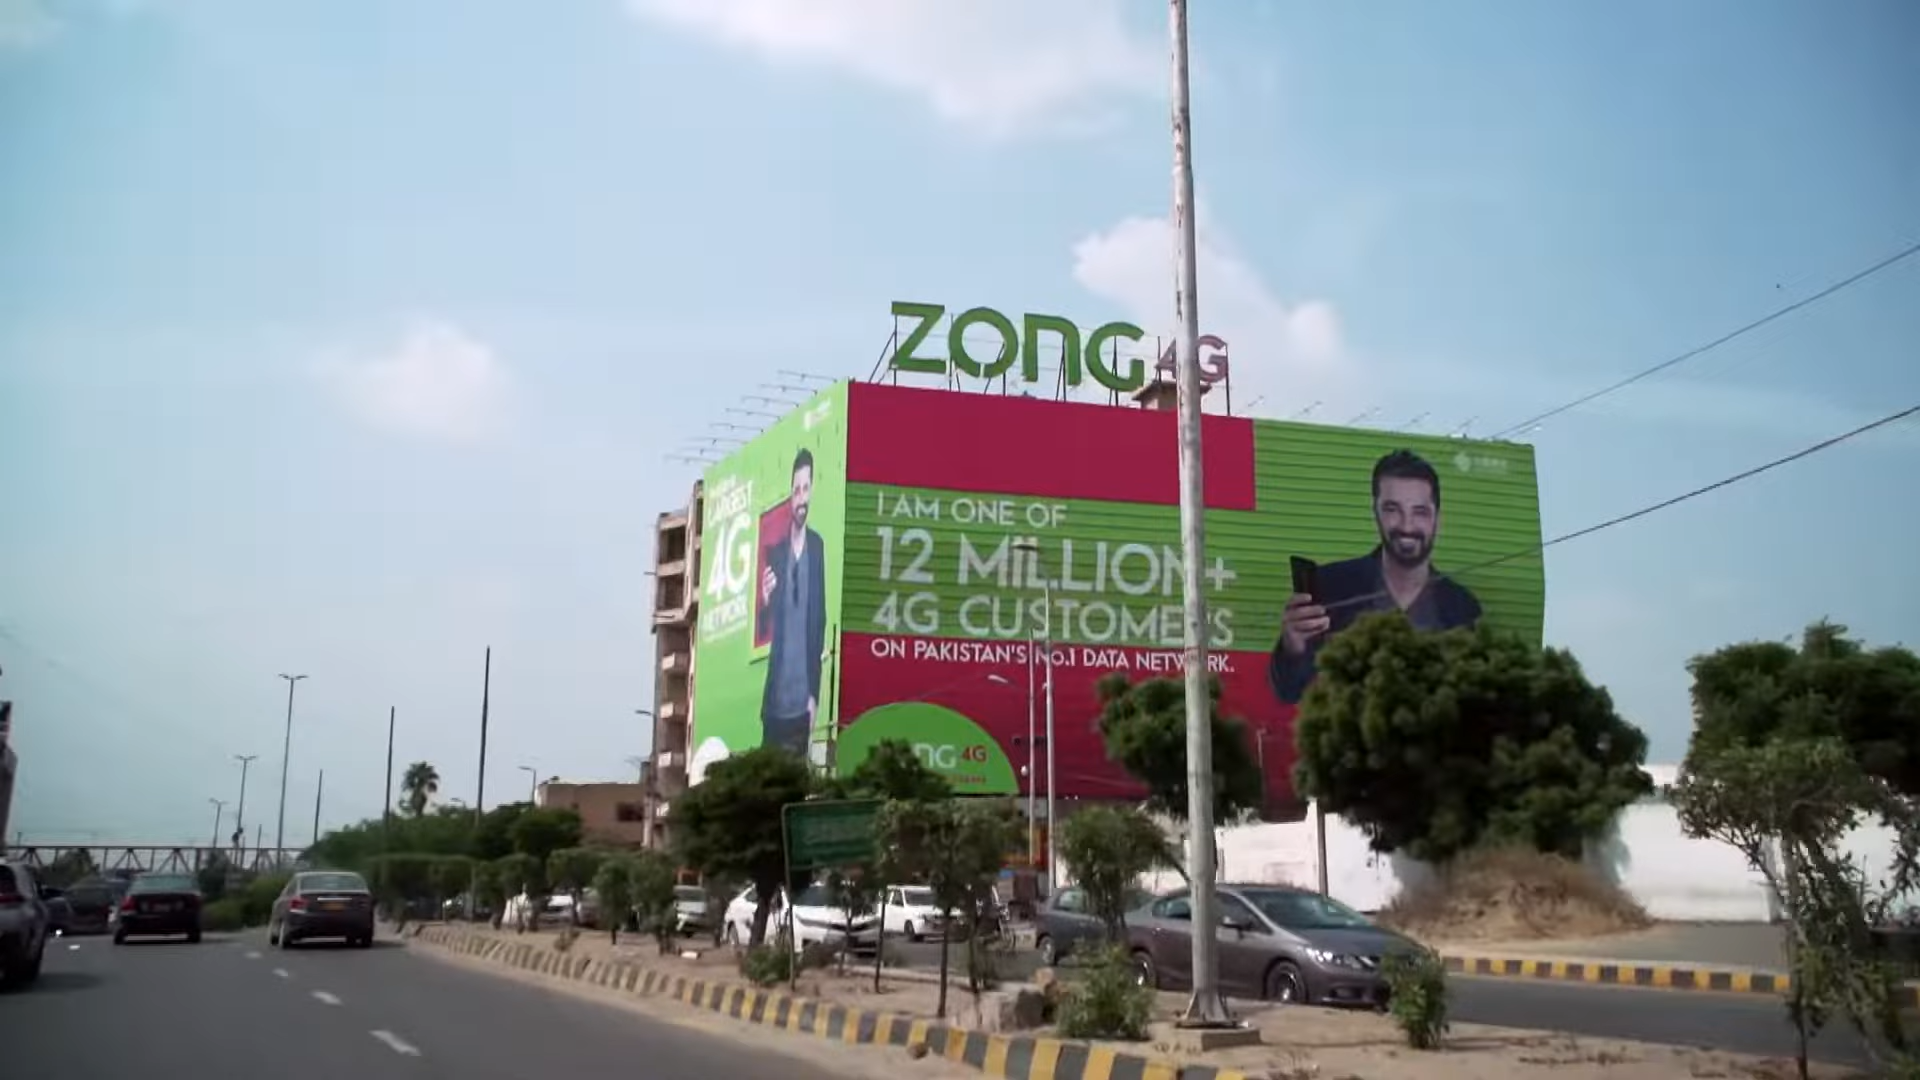 ZONG 4G
LARGEST
4G
NETWORK
I AM ONE OF
12 MILLION+
4G CUSTOMERS
ON PAKISTAN'S No.1 DATA NETWORK.
ZONG 4G